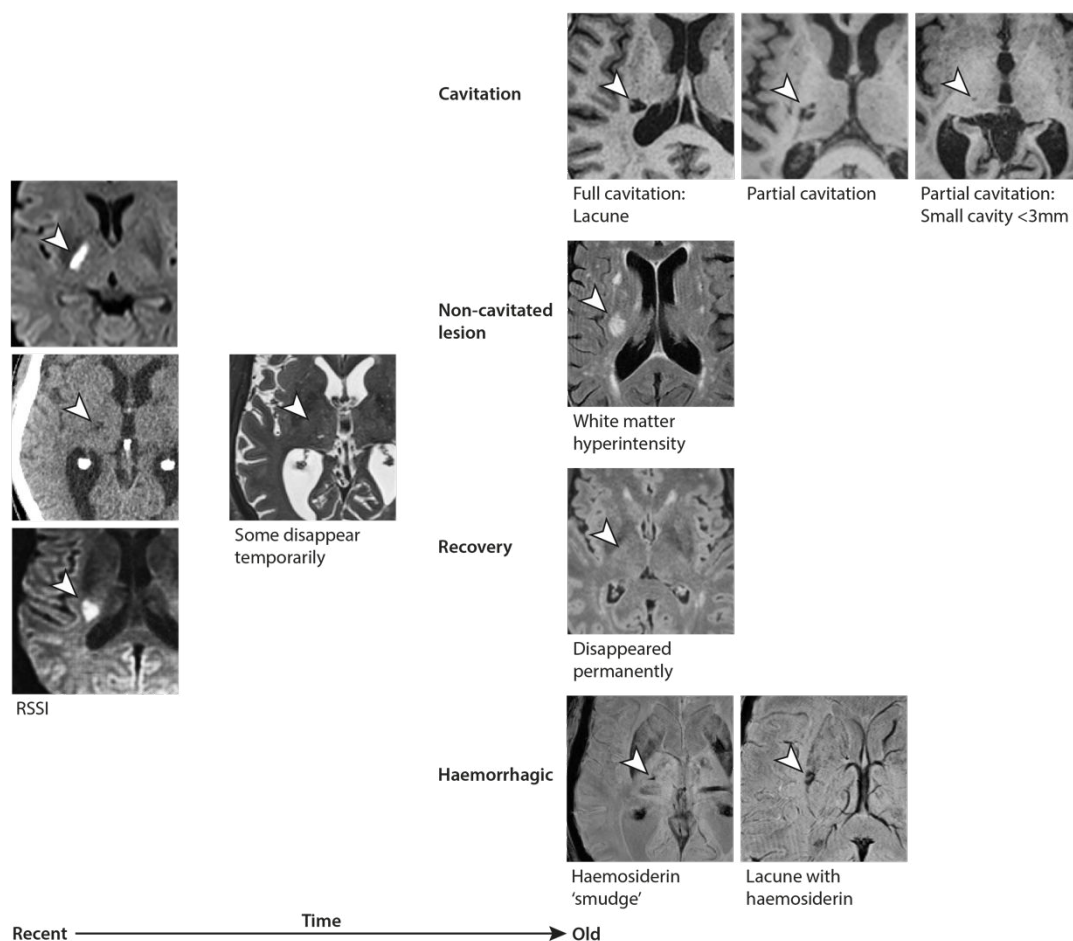 Cavitation
Full cavitation:
Lacune
Partial cavitation
Partial cavitation:
Small cavity <3mm
Non-cavitated
lesion
White matter
hyperintensity
Some disappear
temporarily
Recovery
Disappeared
permanently
RSSI
Haemorrhagic
Haemosiderin
‘smudge’
Lacune with
haemosiderin
Time
Recent
Old